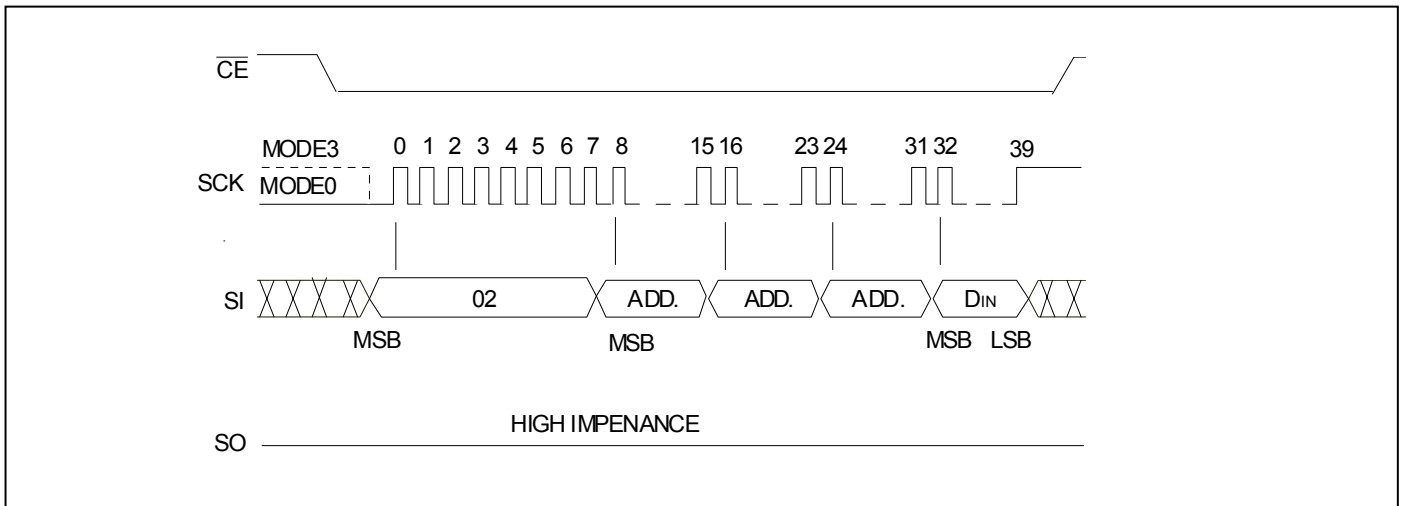 CE
MODE3 0 1 2 3 4 5 6 7 8 15 16 23 24 31 32 39
SCK MODE0
SI 02 ADD. ADD. ADD. DIN
MSB MSB MSB LSB
HIGH IMPENANCE
SO